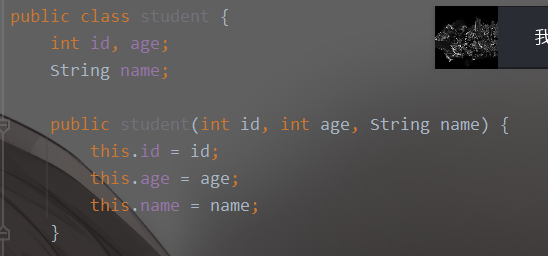 public class student {
    int id, age;
我
    String name;
    public student(int id, int age, String name) {
        this.id = id;
        this.age = age;
        this.name = name;
    }